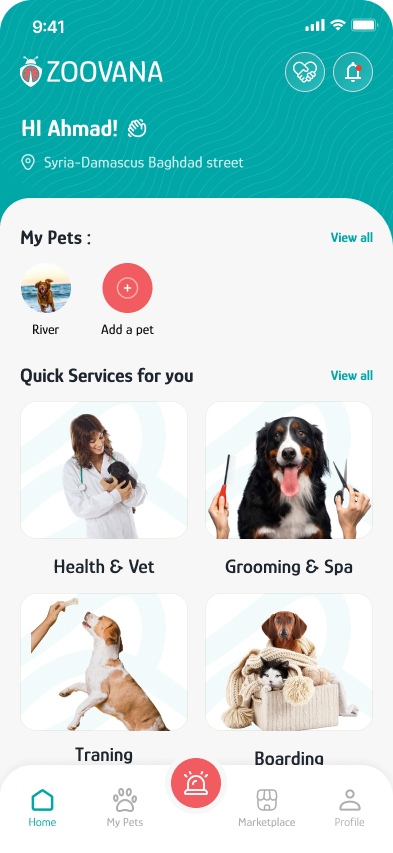 9:41
ZOOVANA
HI Ahmad!
Syria-Damascus Baghdad street
My Pets :
View all
River
Add a pet
Quick Services for you
View all
Health & Vet
Grooming & Spa
Traning
Boarding
Home
My Pets
Marketplace
Profile